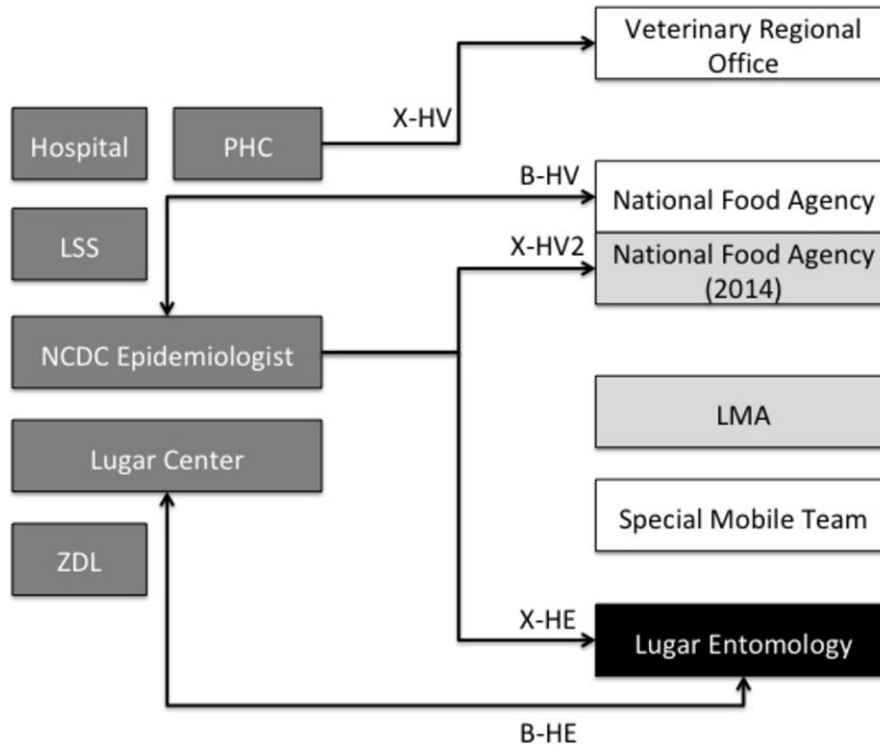 Veterinary Regional
Office
X-HV
Hospital
PHC
B-HV
National Food Agency
LSS
X-HV2
National Food Agency
(2014)
NCDC Epidemiologist
LMA
Lugar Center
Special Mobile Team
ZDL
X-HE
Lugar Entomology
B-HE